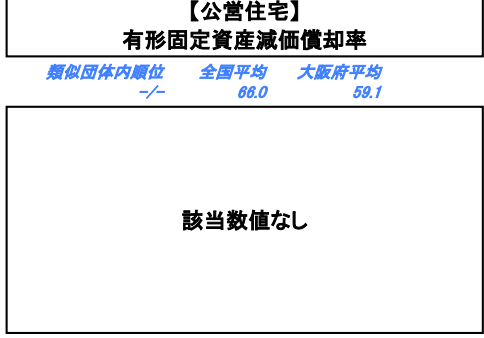 【公営住宅】
有形固定資産減価償却率
類似団体内順位 全国平均 大阪府平均
-/- 66.0 59.1
該当数値なし